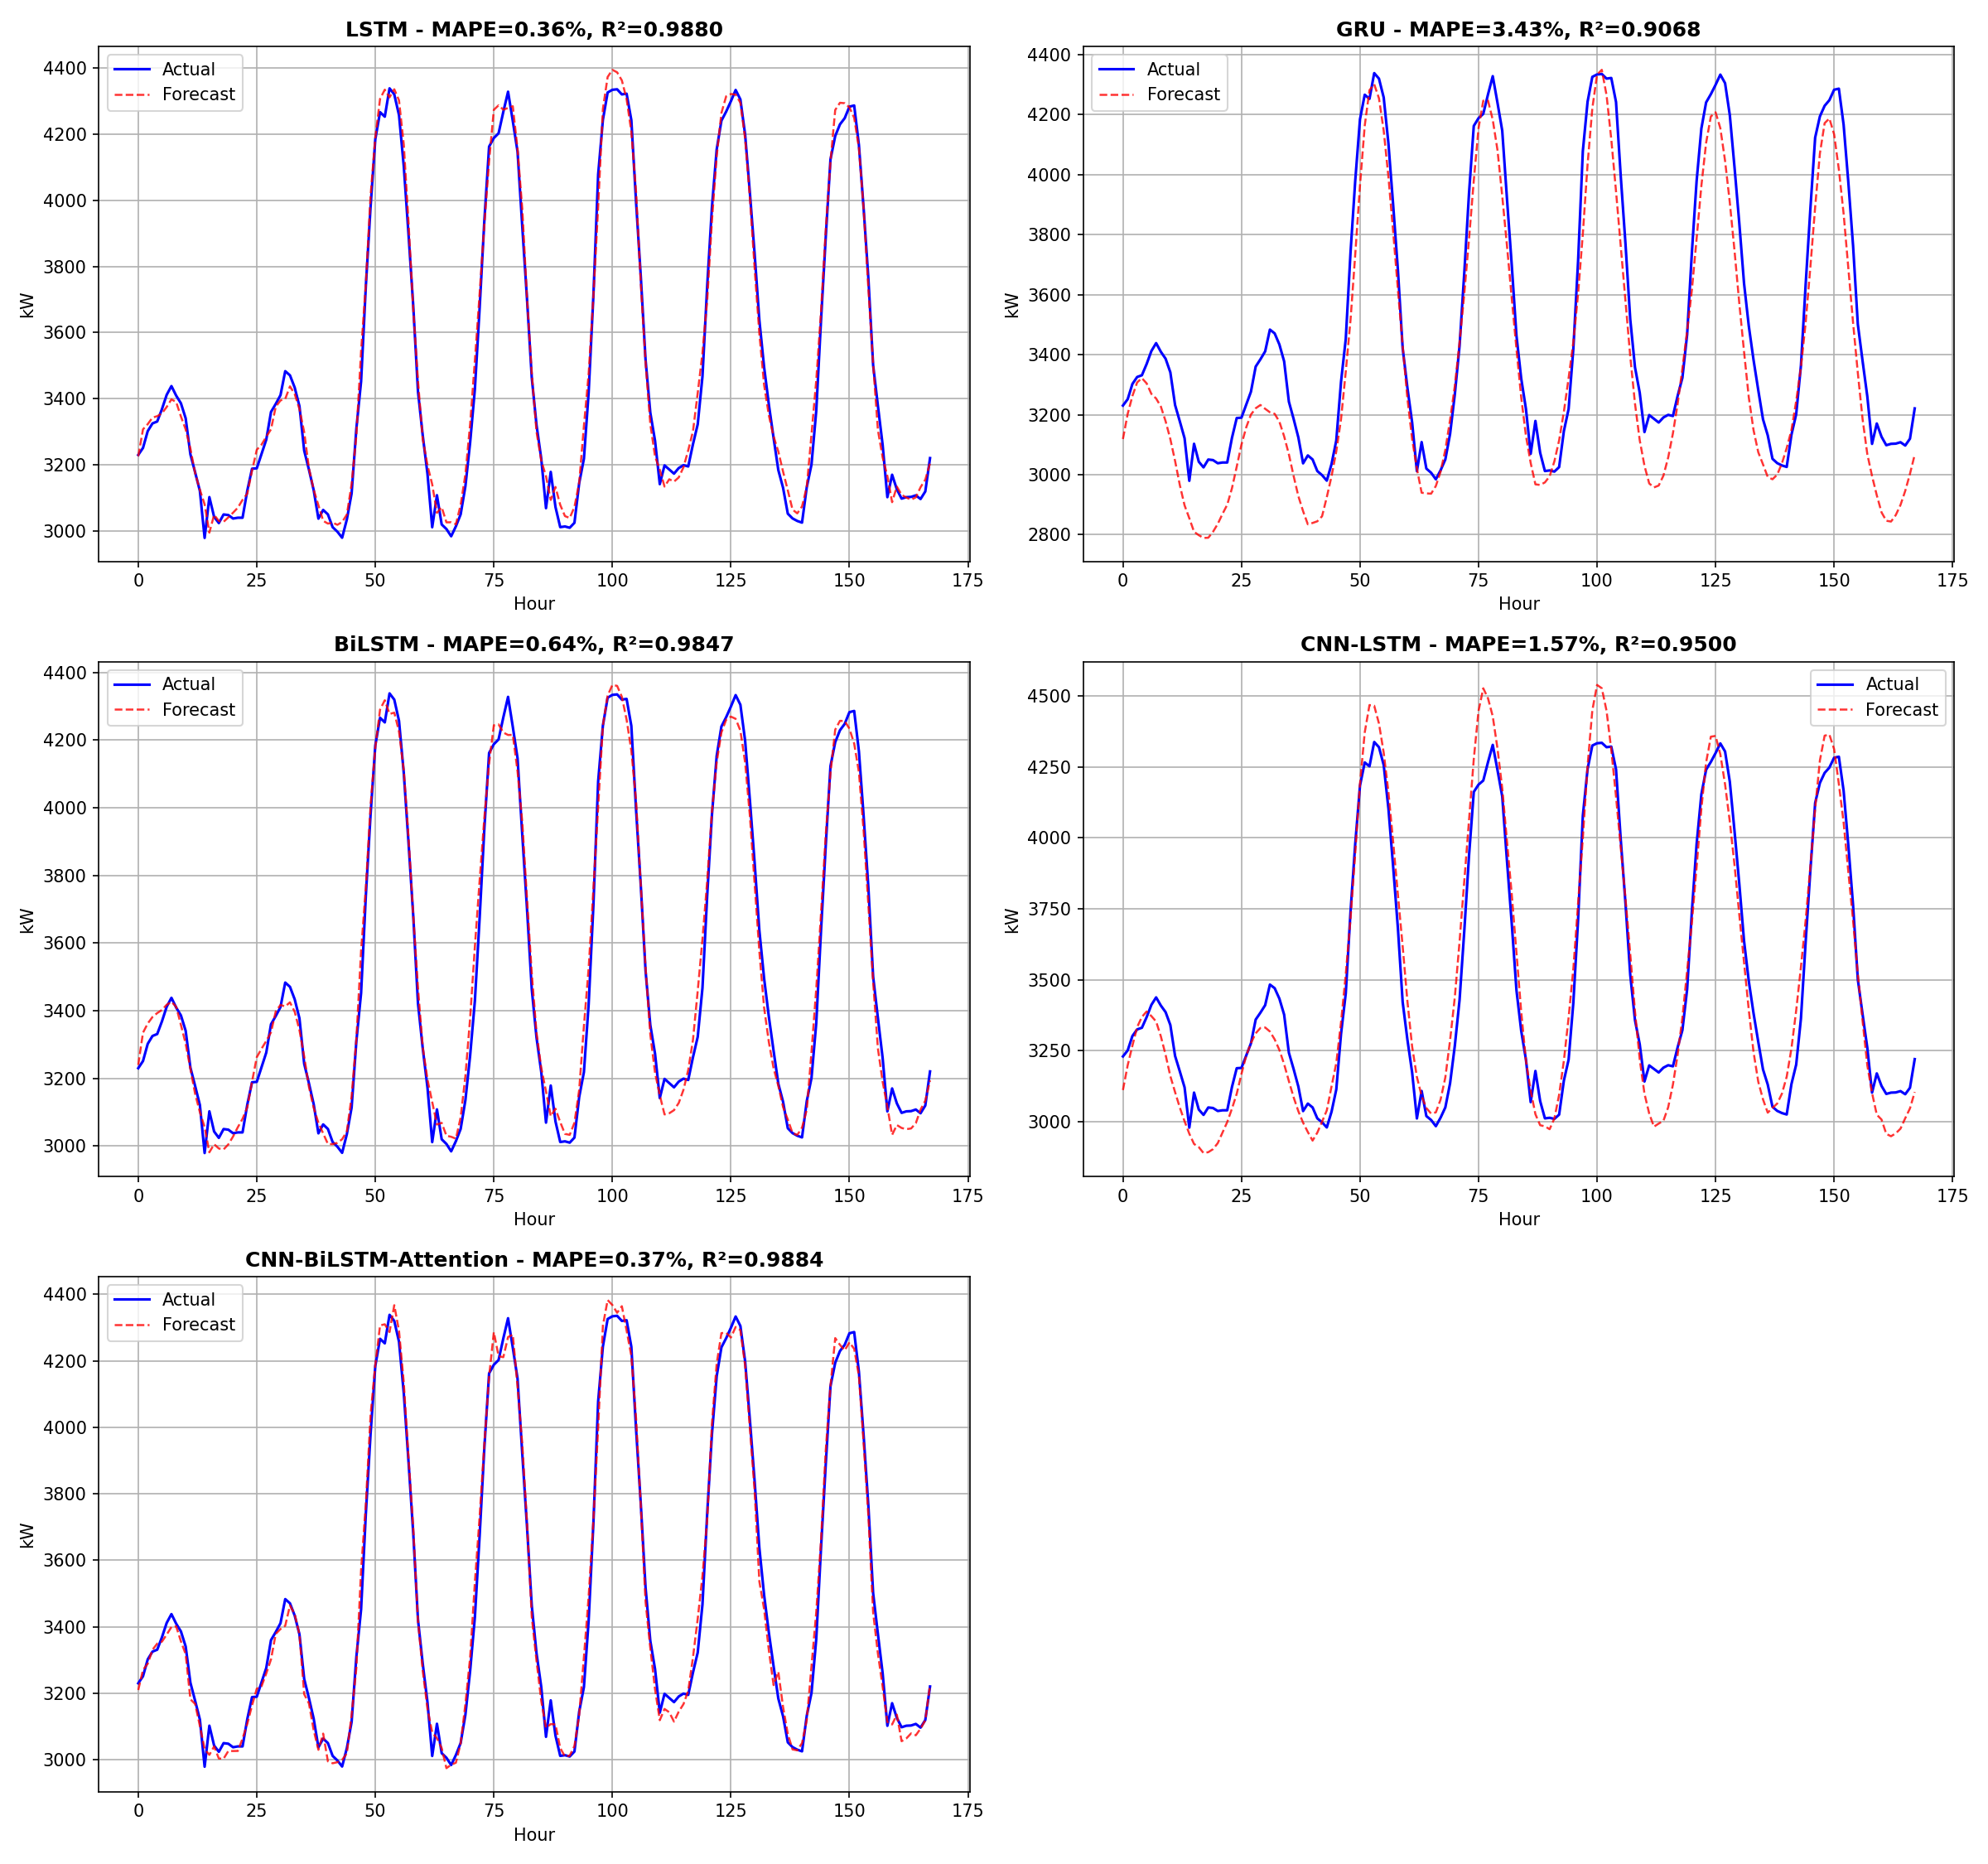 LSTM - MAPE=0.36%, R²=0.9880
Actual
Forecast
4400
4200
4000
3800
3600
3400
3200
3000
kW
0 25 50 75 100 125 150 175
Hour
GRU - MAPE=3.43%, R²=0.9068
Actual
Forecast
4400
4200
4000
3800
3600
3400
3200
3000
2800
kW
0 25 50 75 100 125 150 175
Hour
BiLSTM - MAPE=0.64%, R²=0.9847
Actual
Forecast
4400
4200
4000
3800
3600
3400
3200
3000
kW
0 25 50 75 100 125 150 175
Hour
CNN-LSTM - MAPE=1.57%, R²=0.9500
Actual
Forecast
4500
4250
4000
3750
3500
3250
3000
kW
0 25 50 75 100 125 150 175
Hour
CNN-BiLSTM-Attention - MAPE=0.37%, R²=0.9884
Actual
Forecast
4400
4200
4000
3800
3600
3400
3200
3000
kW
0 25 50 75 100 125 150 175
Hour